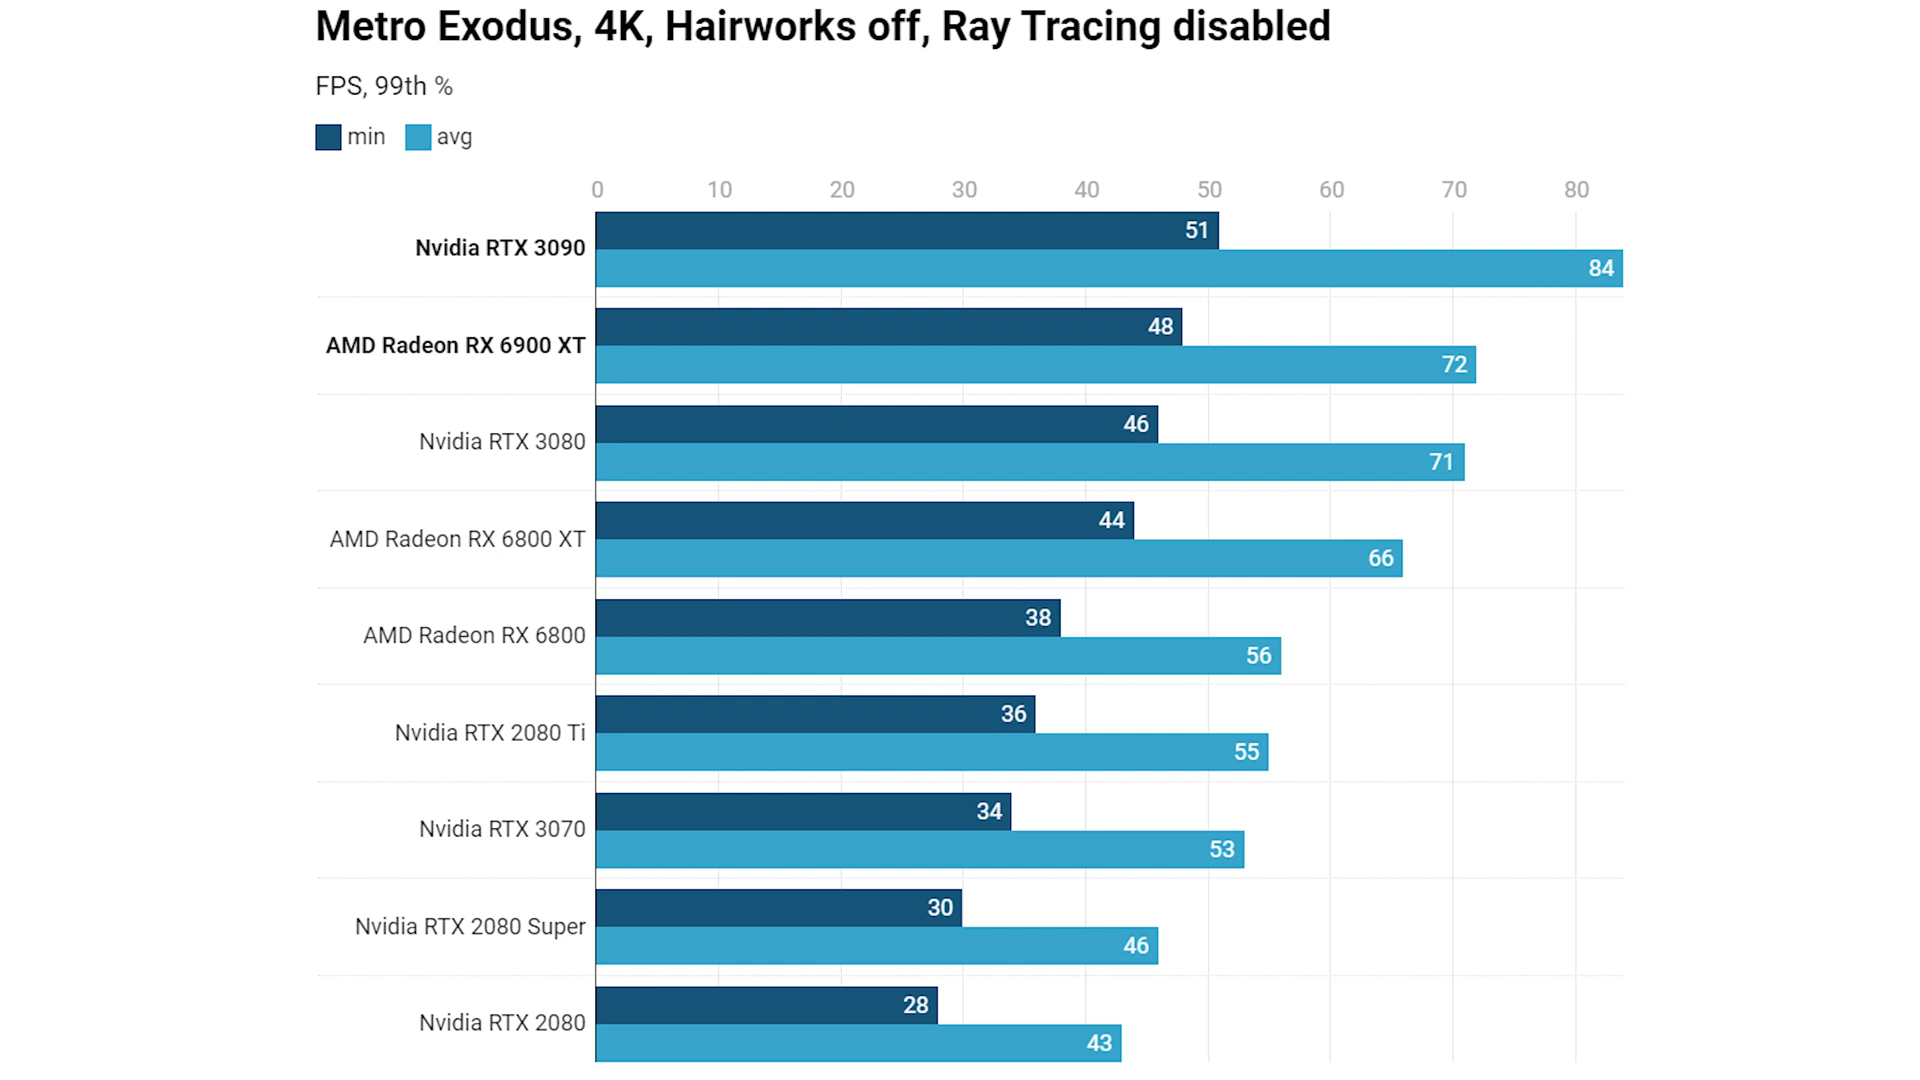 Metro Exodus, 4K, Hairworks off, Ray Tracing disabled
FPS, 99th %
min avg
0 10 20 30 40 50 60 70 80
Nvidia RTX 3090 51 84
AMD Radeon RX 6900 XT 48 72
Nvidia RTX 3080 46 71
AMD Radeon RX 6800 XT 44 66
AMD Radeon RX 6800 38 56
Nvidia RTX 2080 Ti 36 55
Nvidia RTX 3070 34 53
Nvidia RTX 2080 Super 30 46
Nvidia RTX 2080 28 43